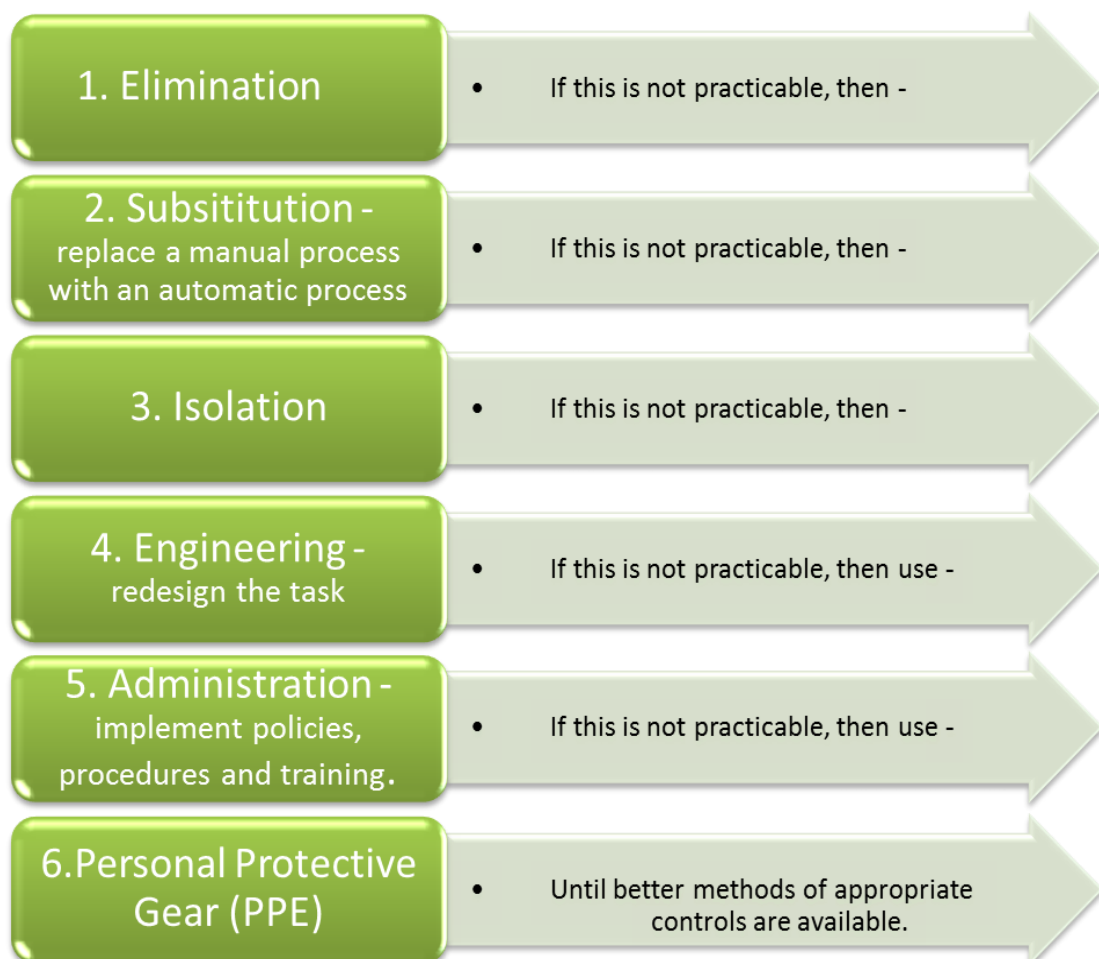 1. Elimination
• If this is not practicable, then -
2. Subsititution -
replace a manual process
with an automatic process
• If this is not practicable, then -
3. Isolation
• If this is not practicable, then -
4. Engineering -
redesign the task
• If this is not practicable, then use -
5. Administration -
implement policies,
procedures and training.
• If this is not practicable, then use -
6.Personal Protective
Gear (PPE)
• Until better methods of appropriate
controls are available.